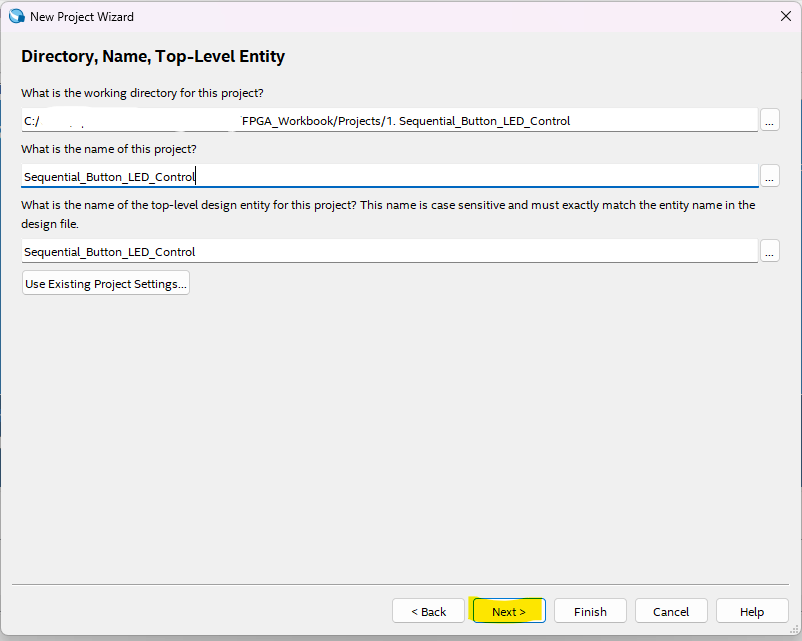 New Project Wizard
Directory, Name, Top-Level Entity
What is the working directory for this project?
C:/ FPGA_Workbook/Projects/1. Sequential_Button_LED_Control
...
What is the name of this project?
Sequential_Button_LED_Control
...
What is the name of the top-level design entity for this project? This name is case sensitive and must exactly match the entity name in the
design file.
Sequential_Button_LED_Control
...
Use Existing Project Settings...
< Back Next > Finish Cancel Help